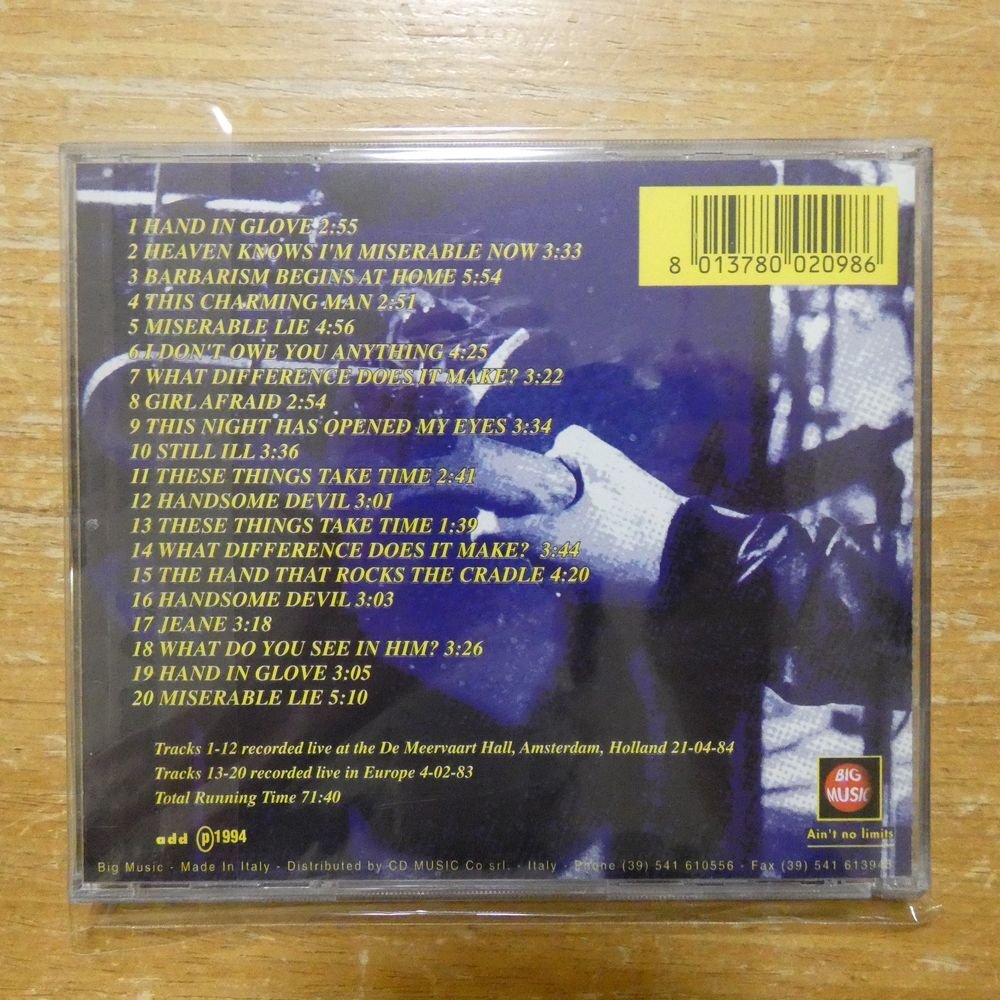 1 HAND IN GLOVE 2:55
2 HEAVEN KNOWS I'M MISERABLE NOW 3:33
3 BARBARISM BEGINS AT HOME 5:54
4 THIS CHARMING MAN 2:51
5 MISERABLE LIE 4:56
6 I DON'T OWE YOU ANYTHING 4:25
7 WHAT DIFFERENCE DOES IT MAKE? 3:22
8 GIRL AFRAID 2:54
9 THIS NIGHT HAS OPENED MY EYES 3:34
10 STILL ILL 3:36
11 THESE THINGS TAKE TIME 2:41
12 HANDSOME DEVIL 3:01
13 THESE THINGS TAKE TIME 1:39
14 WHAT DIFFERENCE DOES IT MAKE? 3:44
15 THE HAND THAT ROCKS THE CRADLE 4:20
16 HANDSOME DEVIL 3:03
17 JEANE 3:18
18 WHAT DO YOU SEE IN HIM? 3:26
19 HAND IN GLOVE 3:05
20 MISERABLE LIE 5:10
8 013780 020986
Tracks 1-12 recorded live at the De Meervaart Hall, Amsterdam, Holland 21-04-84
Tracks 13-20 recorded live in Europe 4-02-83
Total Running Time 71:40
BIG
MUSIC
Ain't no limits
add ℗1994
Big Music - Made In Italy - Distributed by CD MUSIC Co srl. - Italy - Phone (39) 541 610556 - Fax (39) 541